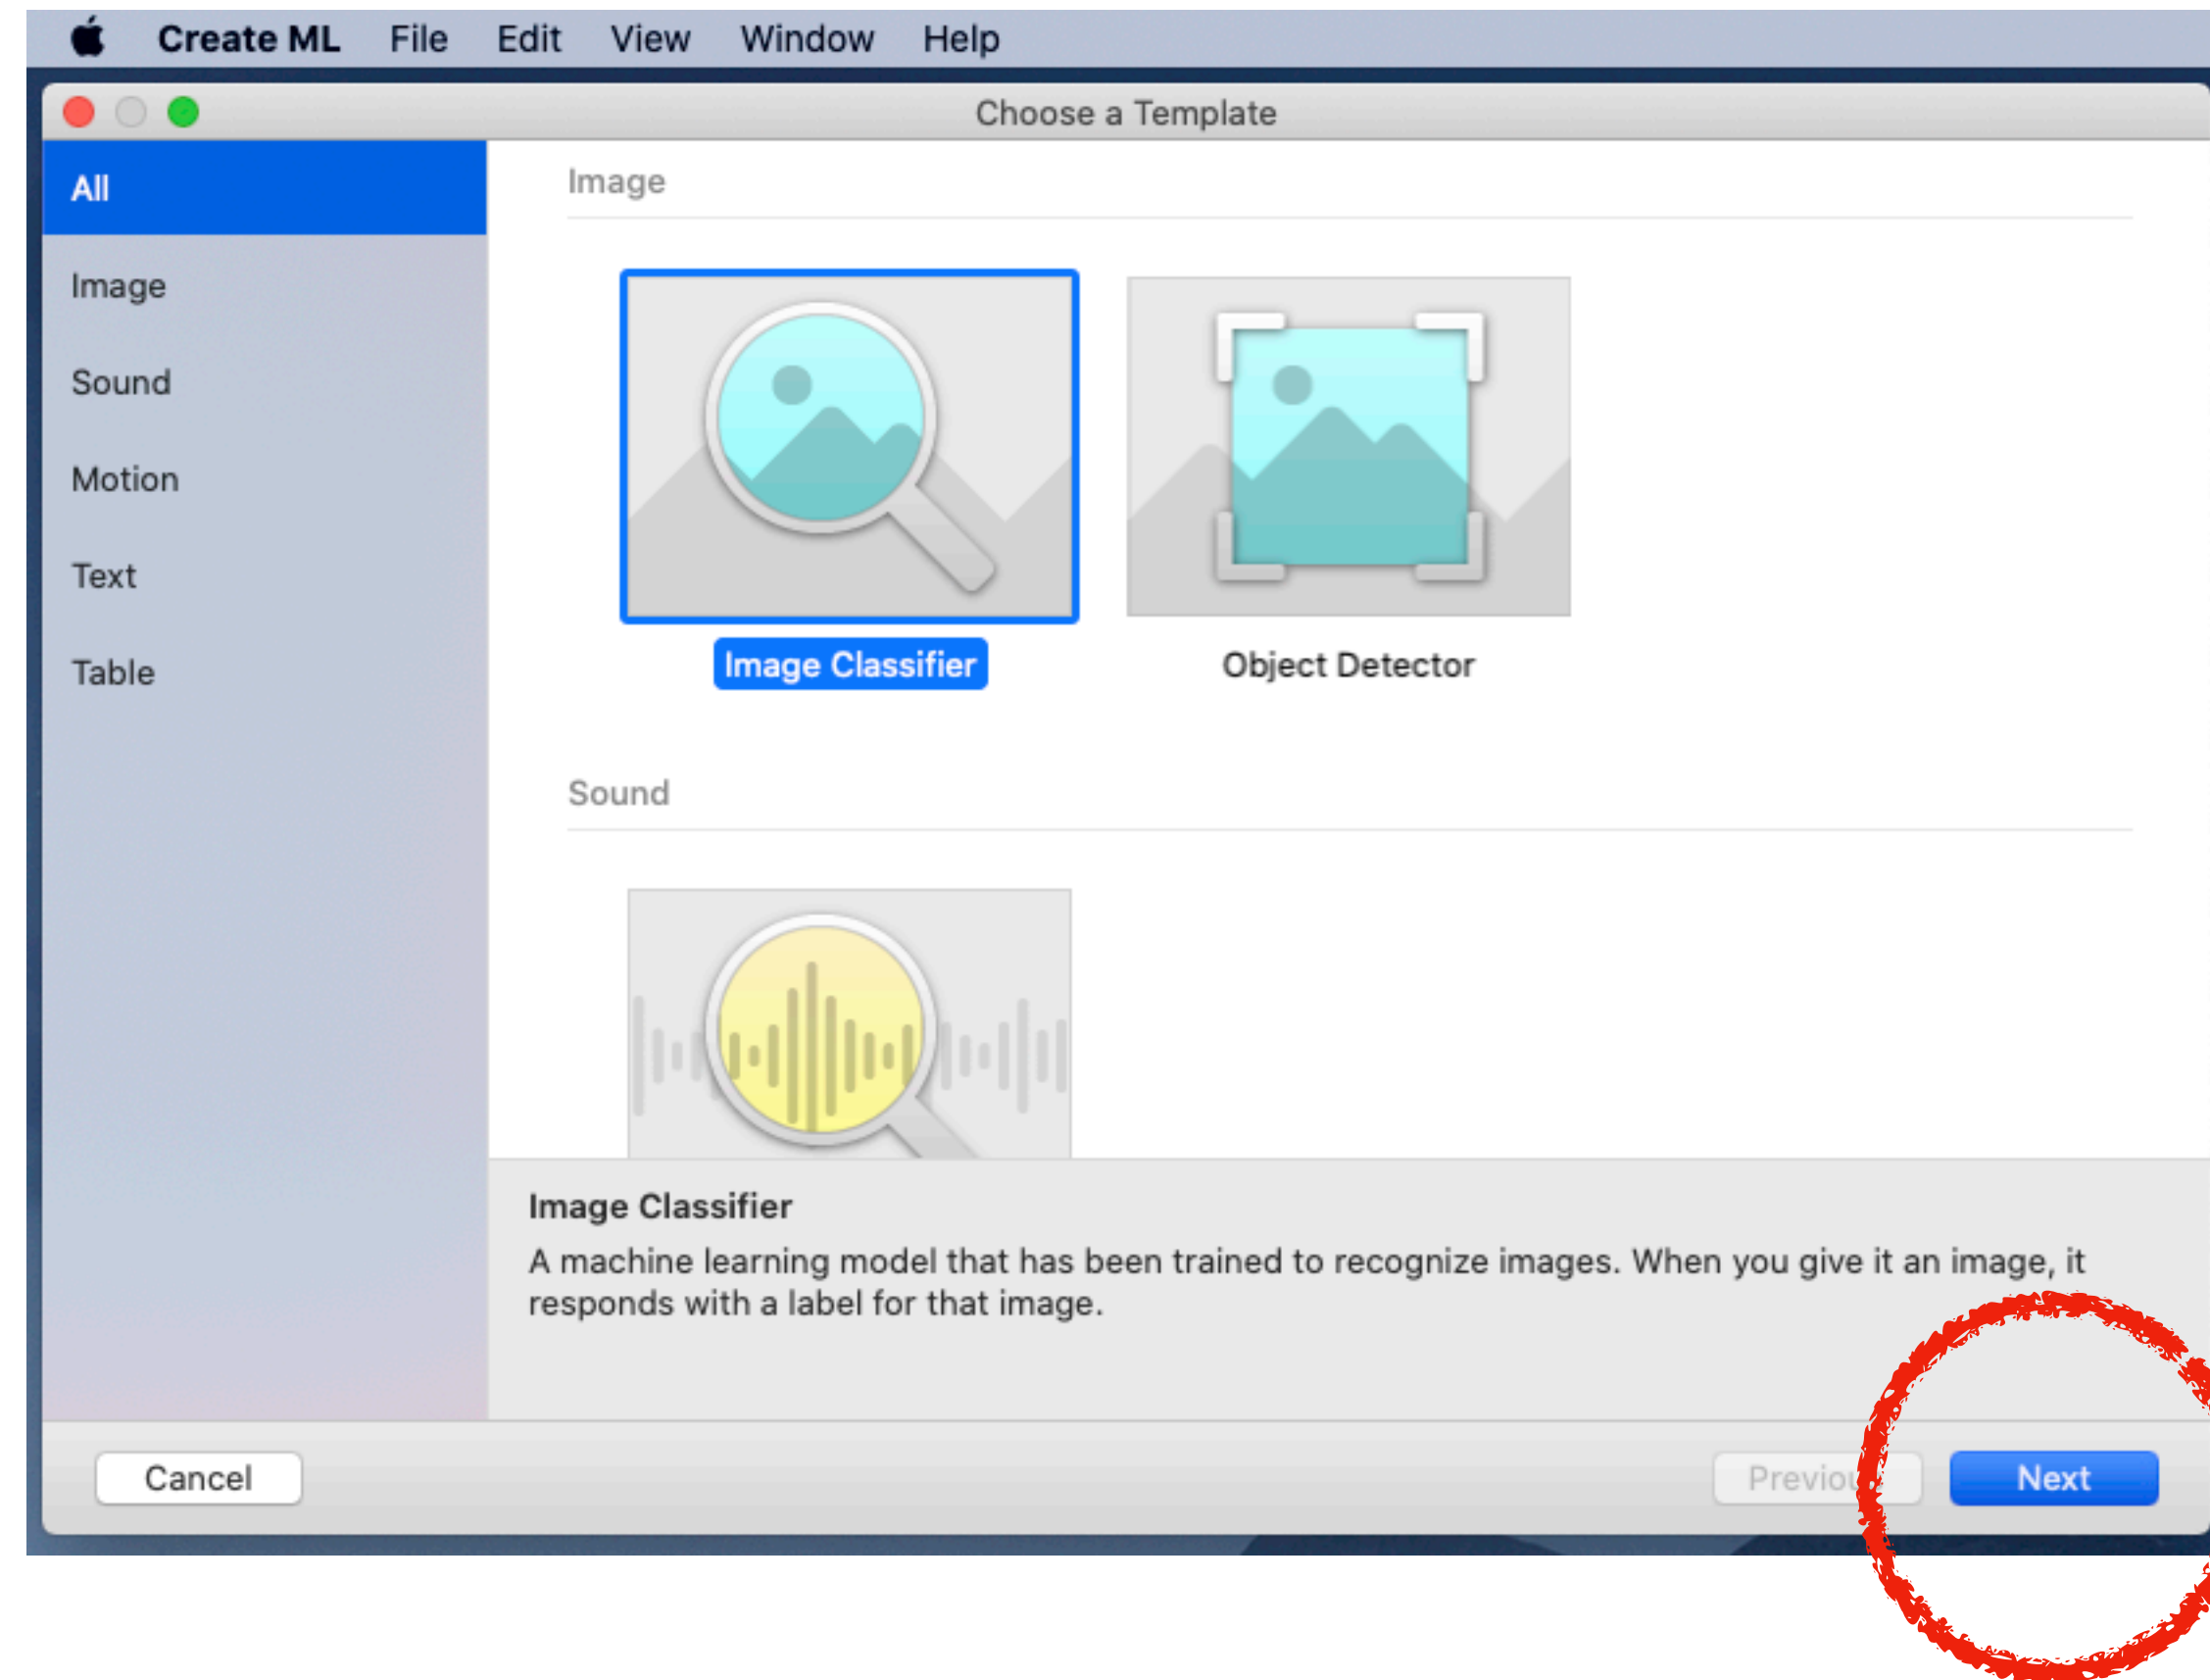 Create ML File Edit View Window Help
Choose a Template
All
Image
Sound
Motion
Text
Table
Image
Image Classifier
Object Detector
Sound
Image Classifier
A machine learning model that has been trained to recognize images. When you give it an image, it
responds with a label for that image.
Cancel
Next